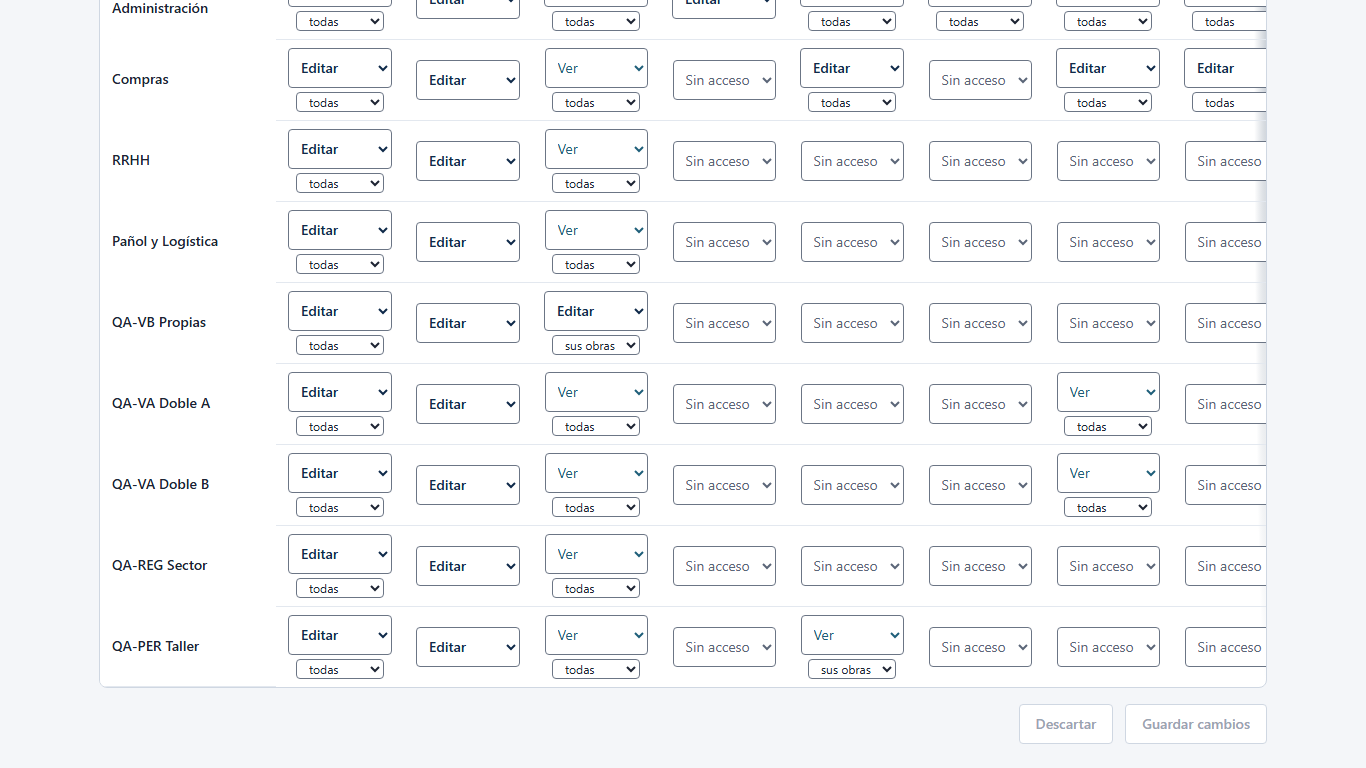 Administración Editar Editar
todas todas todas todas todas todas
Compras Editar Editar Ver Sin acceso Editar Sin acceso Editar Editar
todas todas todas todas todas
RRHH Editar Editar Ver Sin acceso Sin acceso Sin acceso Sin acceso Sin acceso
todas todas
Pañol y Logística Editar Editar Ver Sin acceso Sin acceso Sin acceso Sin acceso Sin acceso
todas todas
QA-VB Propias Editar Editar Editar Sin acceso Sin acceso Sin acceso Sin acceso Sin acceso
todas sus obras
QA-VA Doble A Editar Editar Ver Sin acceso Sin acceso Sin acceso Ver Sin acceso
todas todas todas
QA-VA Doble B Editar Editar Ver Sin acceso Sin acceso Sin acceso Ver Sin acceso
todas todas todas
QA-REG Sector Editar Editar Ver Sin acceso Sin acceso Sin acceso Sin acceso Sin acceso
todas todas
QA-PER Taller Editar Editar Ver Sin acceso Ver Sin acceso Sin acceso Sin acceso
todas todas sus obras
Descartar Guardar cambios